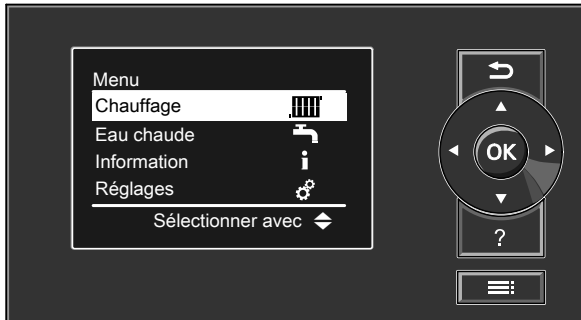 Menu
Chauffage
Eau chaude
Information
Réglages
Sélectionner avec
OK
?